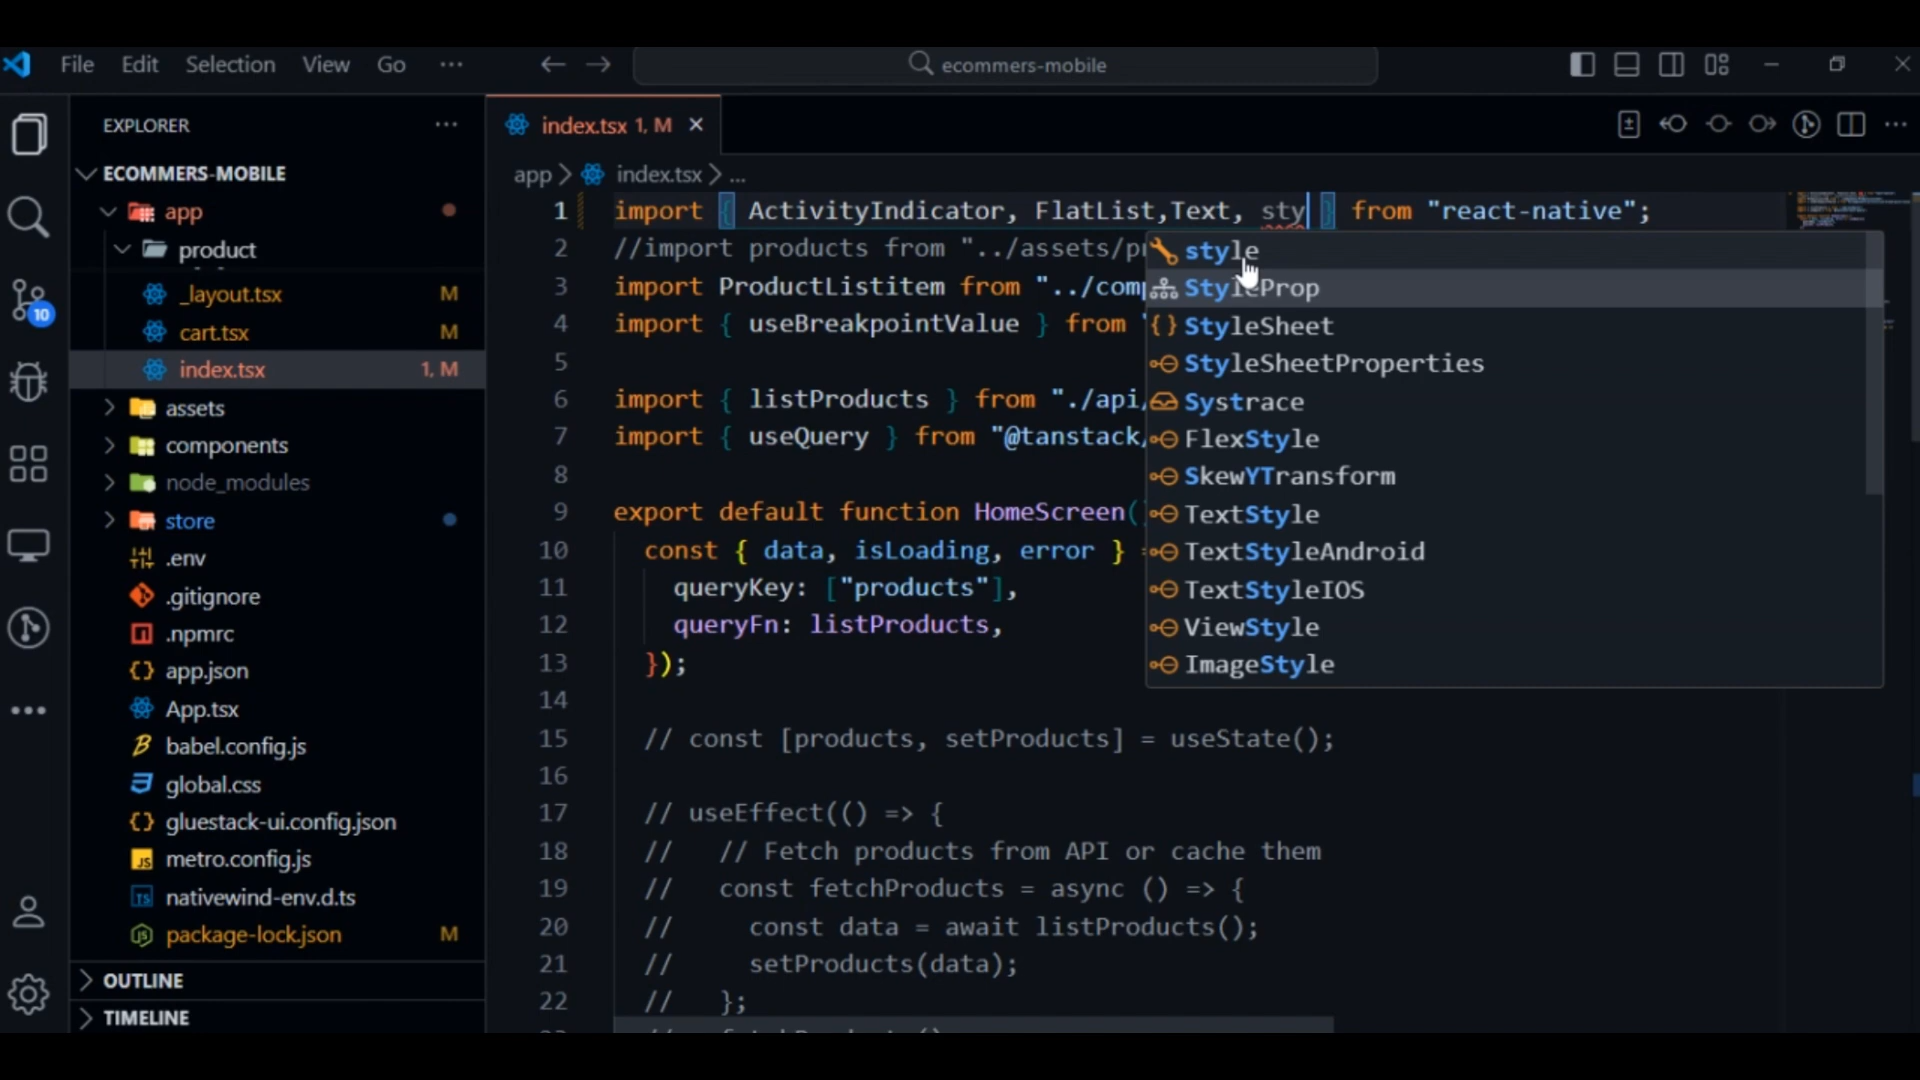 File Edit Selection View Go ...
ecommers-mobile
EXPLORER
ECOMMERS-MOBILE
app
product
_layout.tsx M
cart.tsx M
index.tsx 1, M
assets
components
node_modules
store
.env
.gitignore
.npmrc
app.json
App.tsx
babel.config.js
global.css
gluestack-ui.config.json
metro.config.js
nativewind-env.d.ts
package-lock.json M
OUTLINE
TIMELINE
10
index.tsx 1, M
app > index.tsx > ...
1 import { ActivityIndicator, FlatList,Text, sty } from "react-native";
2 //import products from "../assets/p
3 import ProductListitem from "../com
4 import { useBreakpointValue } from
5
6 import { listProducts } from "./api/
7 import { useQuery } from "@tanstack/
8
9 export default function HomeScreen()
10 const { data, isLoading, error } =
11 queryKey: ["products"],
12 queryFn: listProducts,
13 });
14
15 // const [products, setProducts] = useState();
16
17 // useEffect(() => {
18 // // Fetch products from API or cache them
19 // const fetchProducts = async () => {
20 // const data = await listProducts();
21 // setProducts(data);
22 // };
style
StyleProp
StyleSheet
StyleSheetProperties
Systrace
FlexStyle
SkewYTransform
TextStyle
TextStyleAndroid
TextStyleIOS
ViewStyle
ImageStyle